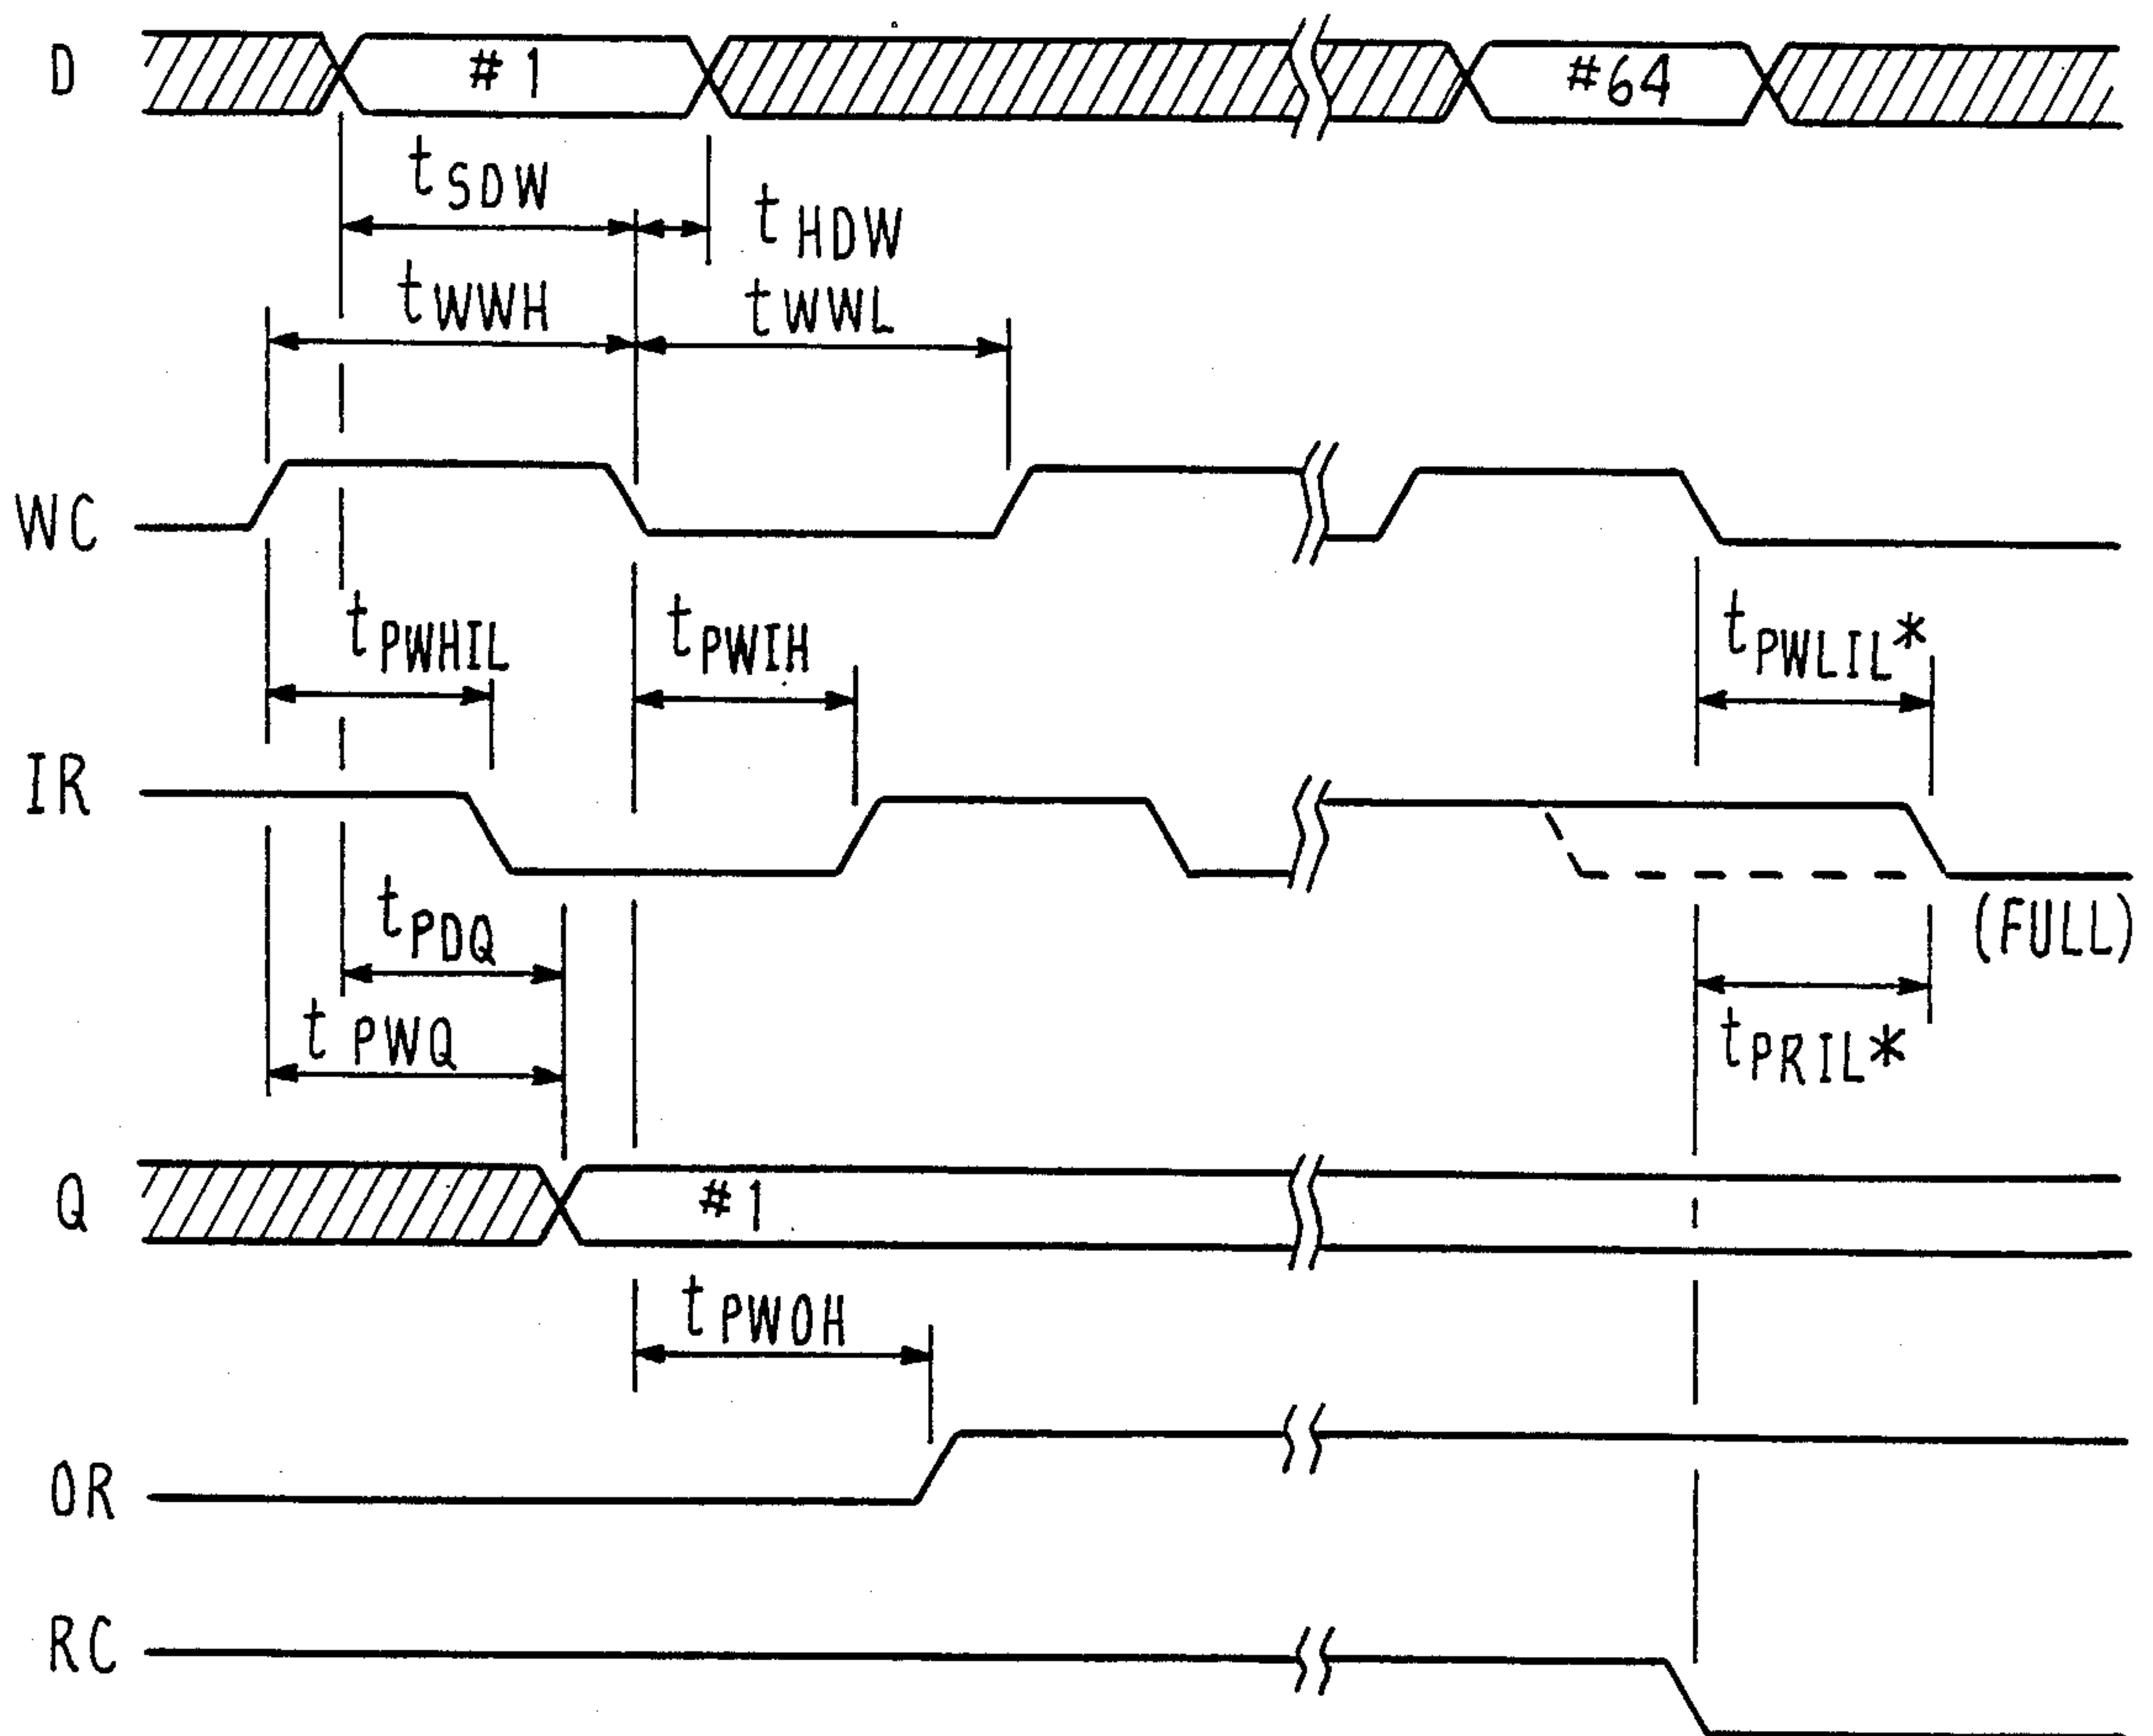 D
#1
#64
tSDW
tHDW
tWWH
tWWL
WC
tPWHIL
tPWIH
tPWLIL*
IR
(FULL)
tPDQ
tPWQ
tPRIL*
Q
#1
tPWOH
OR
RC